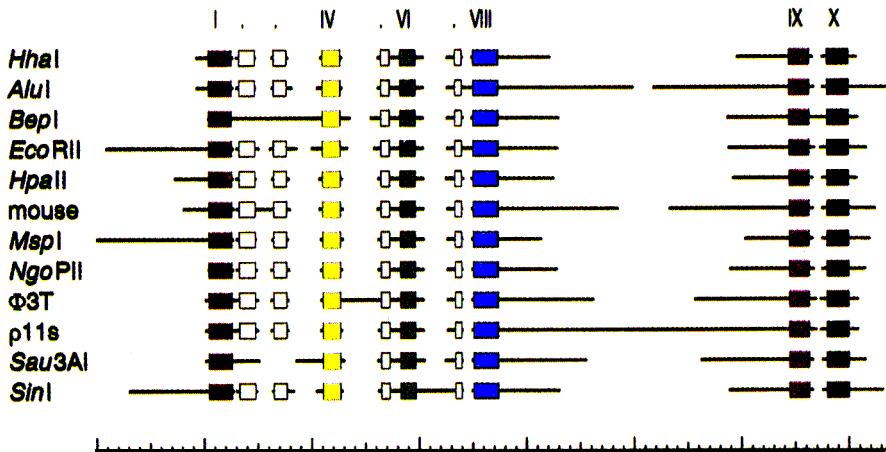 I . . IV . VI . VIII IX X
HhaI
AluI
BepI
EcoRII
HpaII
mouse
MspI
NgoPII
Φ3T
ρ11s
Sau3AI
SinI